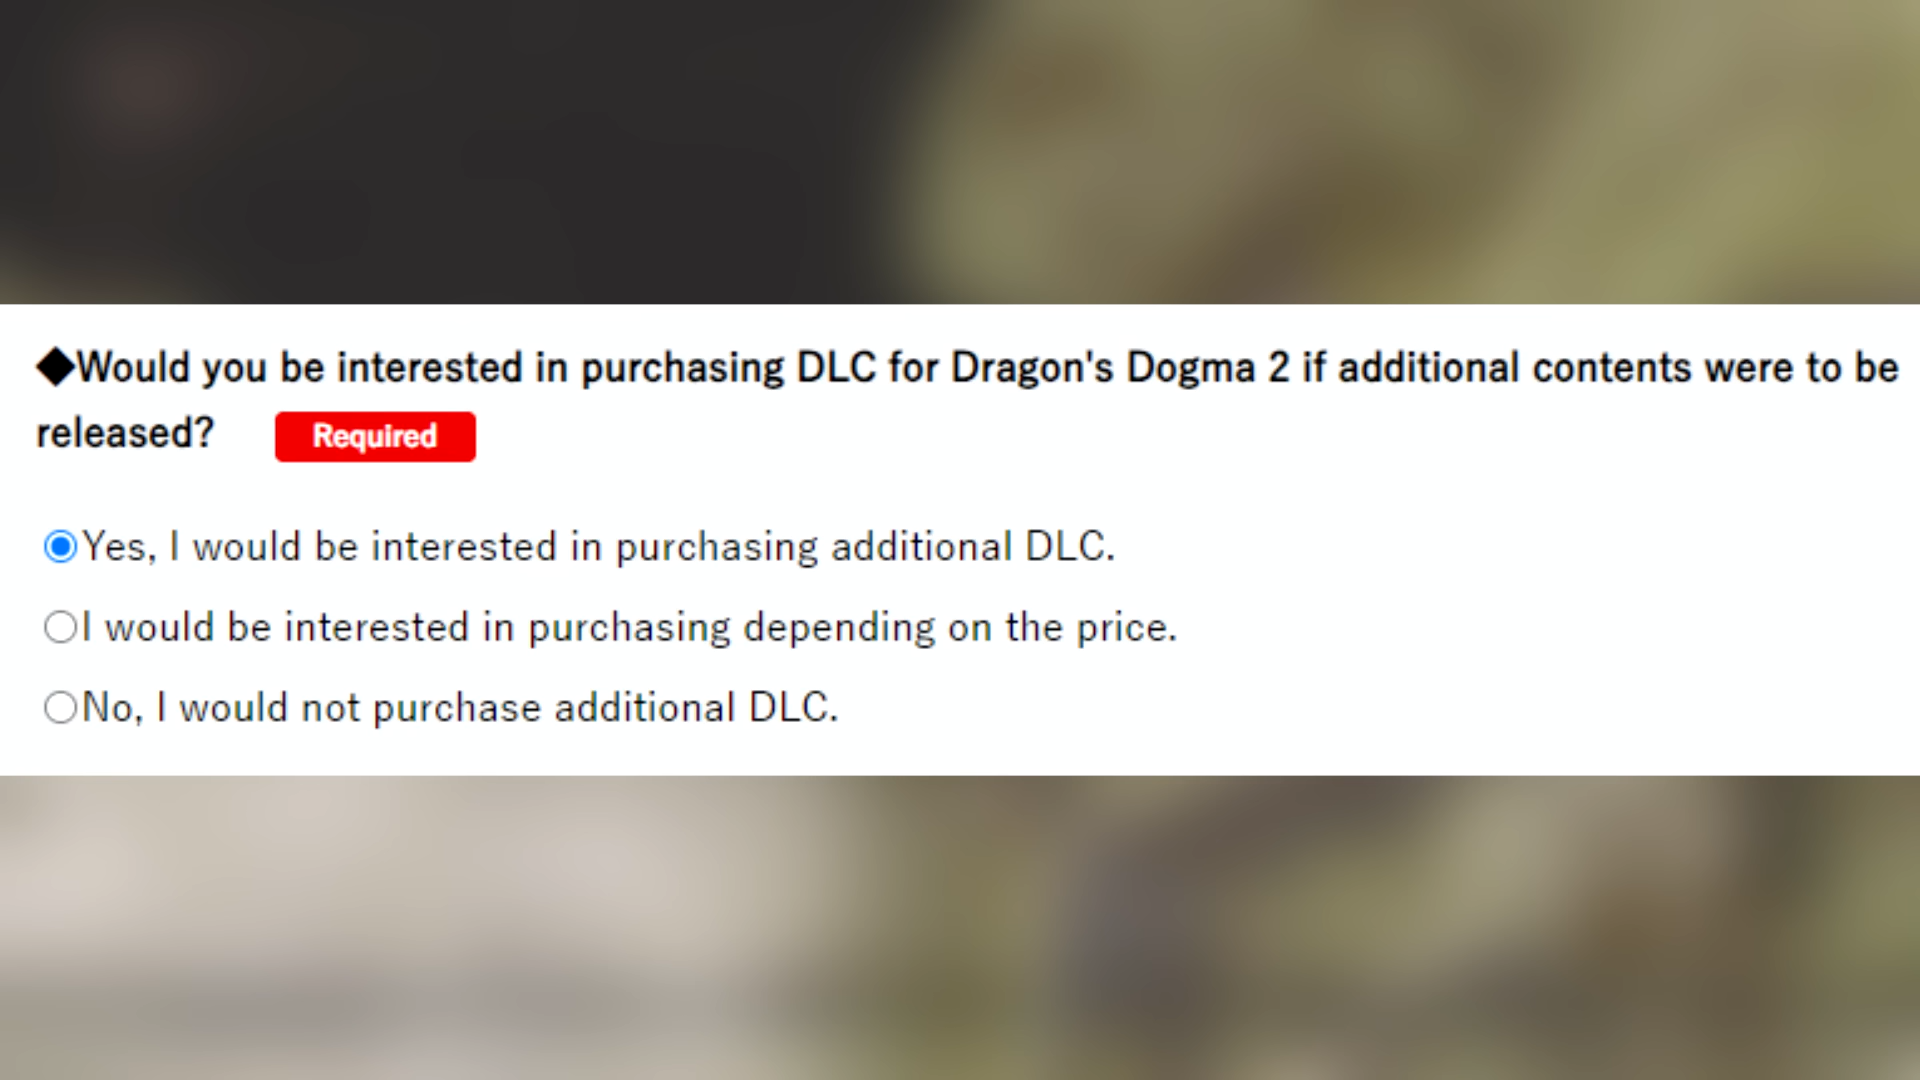 ◆Would you be interested in purchasing DLC for Dragon's Dogma 2 if additional contents were to be
released? Required
Yes, I would be interested in purchasing additional DLC.
I would be interested in purchasing depending on the price.
No, I would not purchase additional DLC.